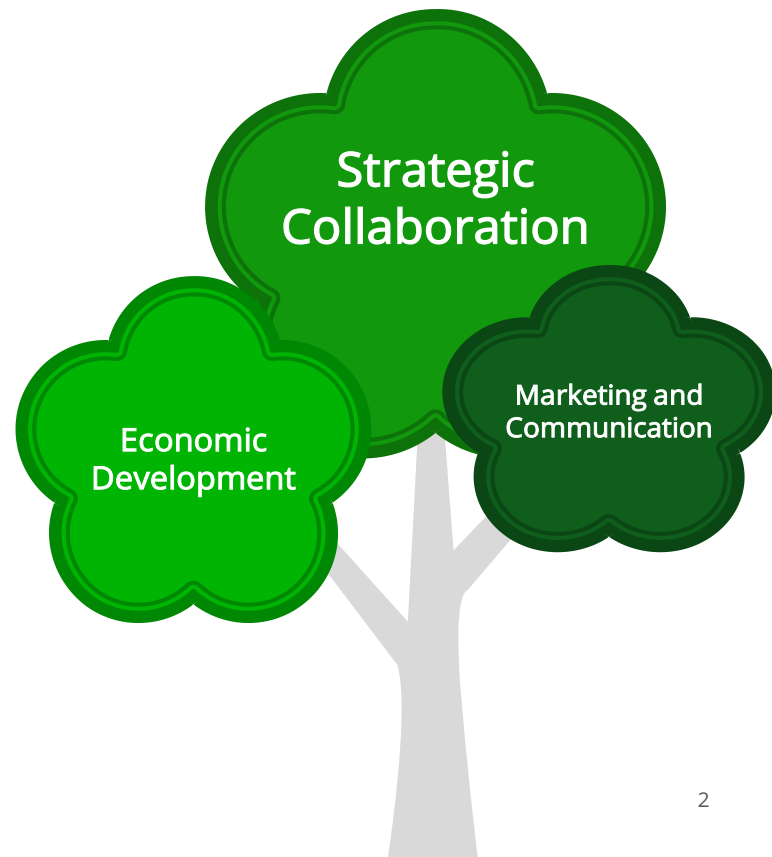 Strategic
Collaboration
Marketing and
Communication
Economic
Development
2